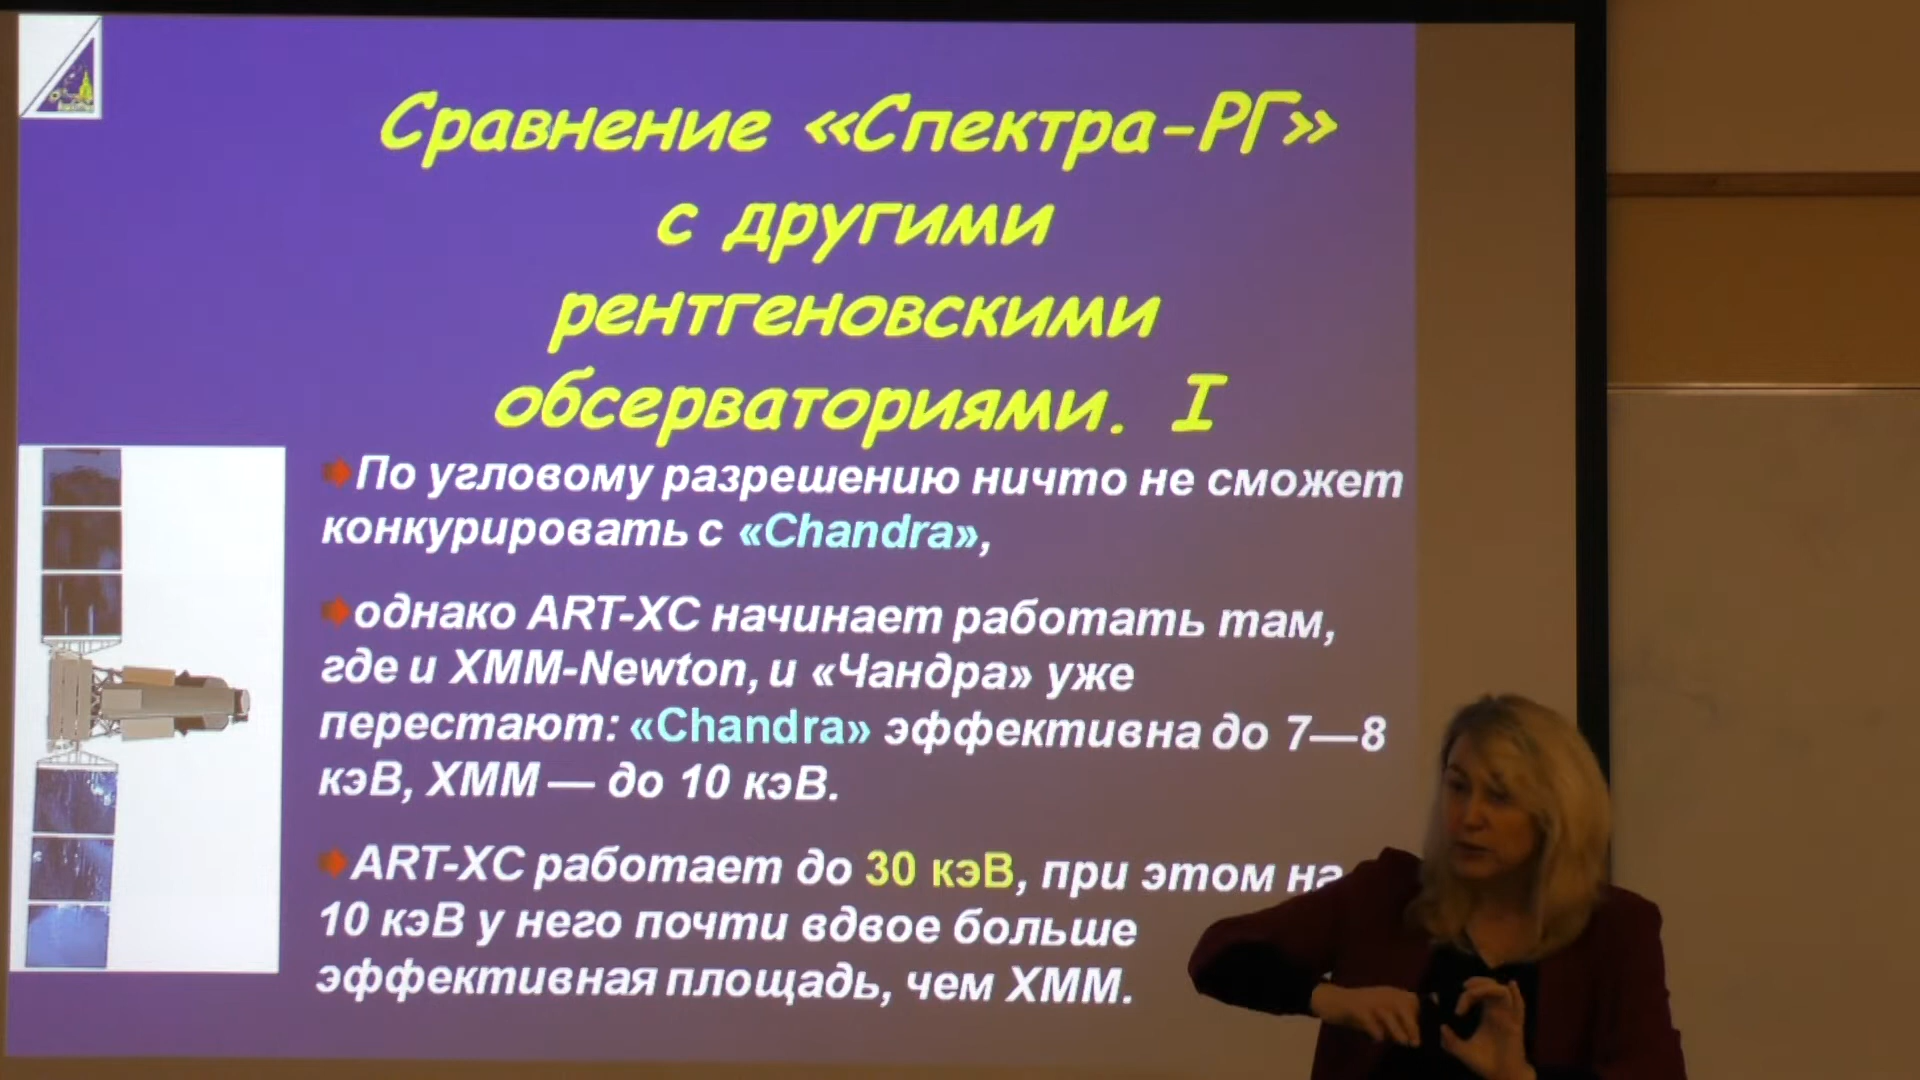 Сравнение «Спектра-РГ»
с другими
рентгеновскими
обсерваториями. I
По угловому разрешению ничто не сможет
конкурировать с «Chandra»,
однако ART-XC начинает работать там,
где и XMM-Newton, и «Чандра» уже
перестают: «Chandra» эффективна до 7—8
кэВ, XMM — до 10 кэВ.
ART-XC работает до 30 кэВ, при этом на
10 кэВ у него почти вдвое больше
эффективная площадь, чем XMM.